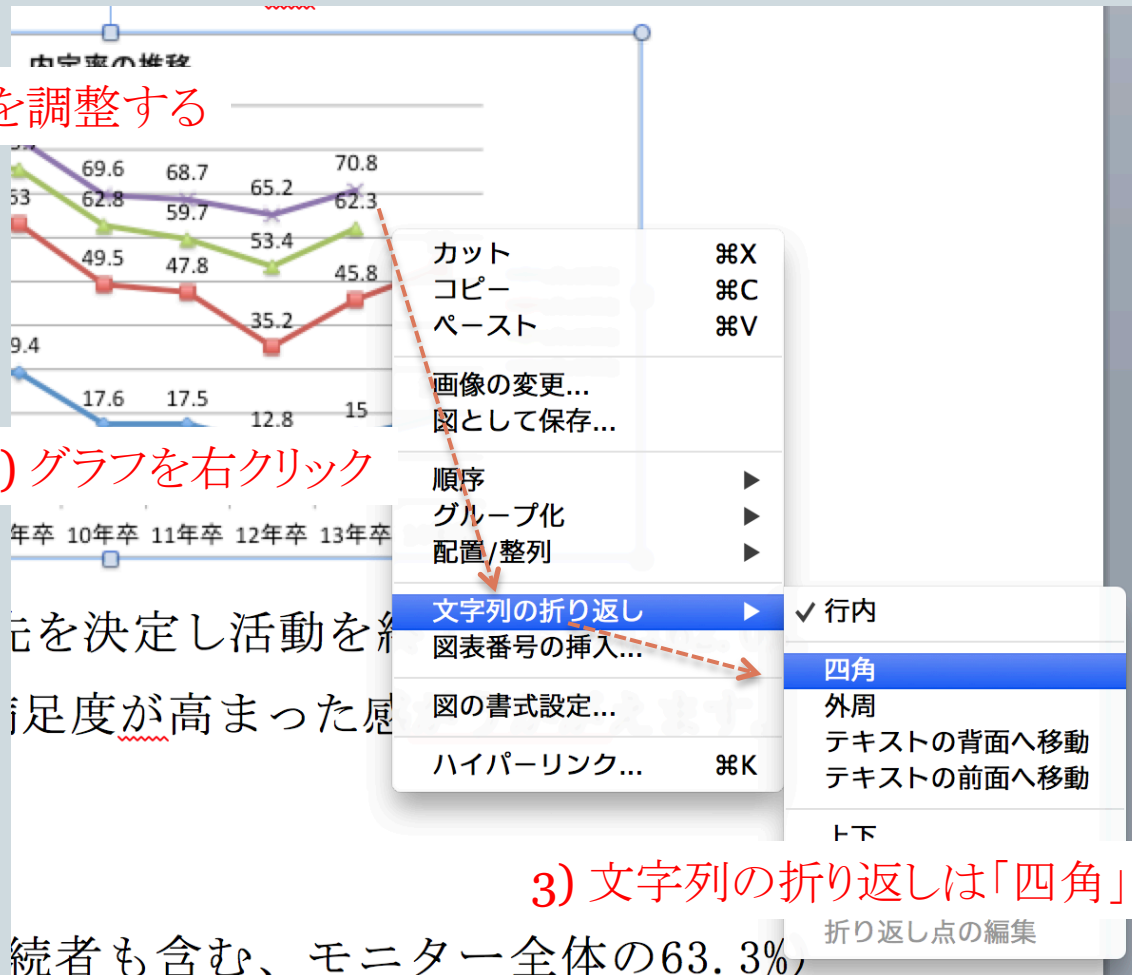 内定率の推移
を調整する
69.6 68.7 65.2 70.8
53 62.8 59.7 53.4 62.3
49.5 47.8 35.2 45.8
9.4
17.6 17.5 12.8 15
) グラフを右クリック
年卒 10年卒 11年卒 12年卒 13年卒
カット ⌘X
コピー ⌘C
ペースト ⌘V
画像の変更...
図として保存...
順序 ▶
グループ化 ▶
配置/整列 ▶
文字列の折り返し ▶
図表番号の挿入...
図の書式設定...
ハイパーリンク... ⌘K
✓ 行内
四角
外周
テキストの背面へ移動
テキストの前面へ移動
上下
3) 文字列の折り返しは「四角」
折り返し点の編集
先を決定し活動を
足度が高まった感
続者も含む、モニター全体の63.3%)